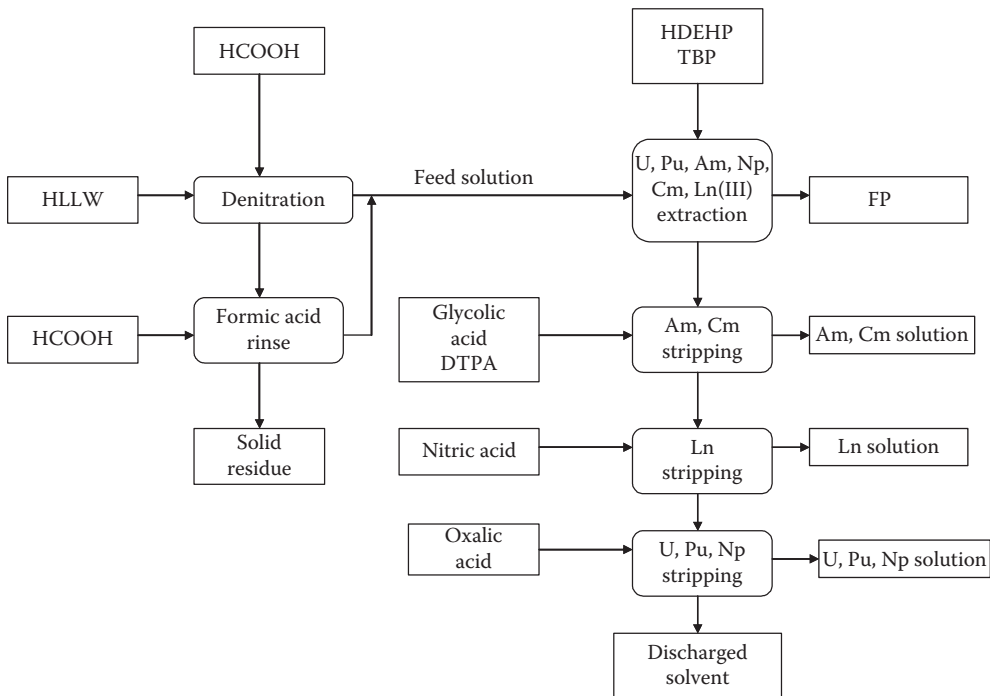 HCOOH
HDEHP
TBP
HLLW
Denitration
Feed solution
U, Pu, Am, Np,
Cm, Ln(III)
extraction
FP
HCOOH
Formic acid
rinse
Glycolic
acid
DTPA
Am, Cm
stripping
Am, Cm solution
Solid
residue
Nitric acid
Ln
stripping
Ln solution
Oxalic
acid
U, Pu, Np
stripping
U, Pu, Np solution
Discharged
solvent